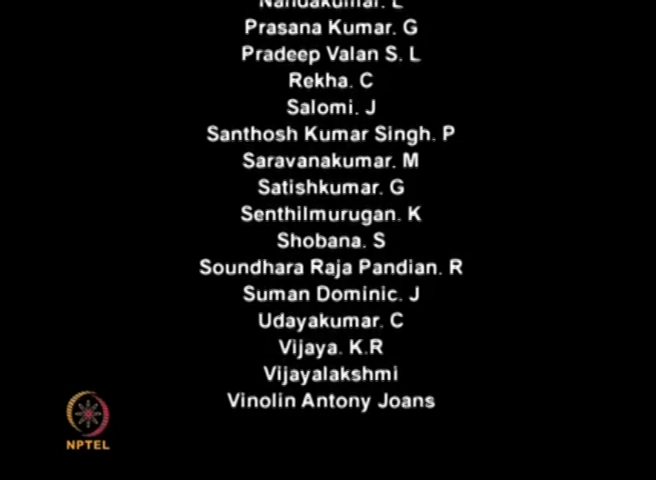 Nandakumar. L
Prasana Kumar. G
Pradeep Valan S. L
Rekha. C
Salomi. J
Santhosh Kumar Singh. P
Saravanakumar. M
Satishkumar. G
Senthilmurugan. K
Shobana. S
Soundhara Raja Pandian. R
Suman Dominic. J
Udayakumar. C
Vijaya. K.R
Vijayalakshmi
Vinolin Antony Joans
NPTEL